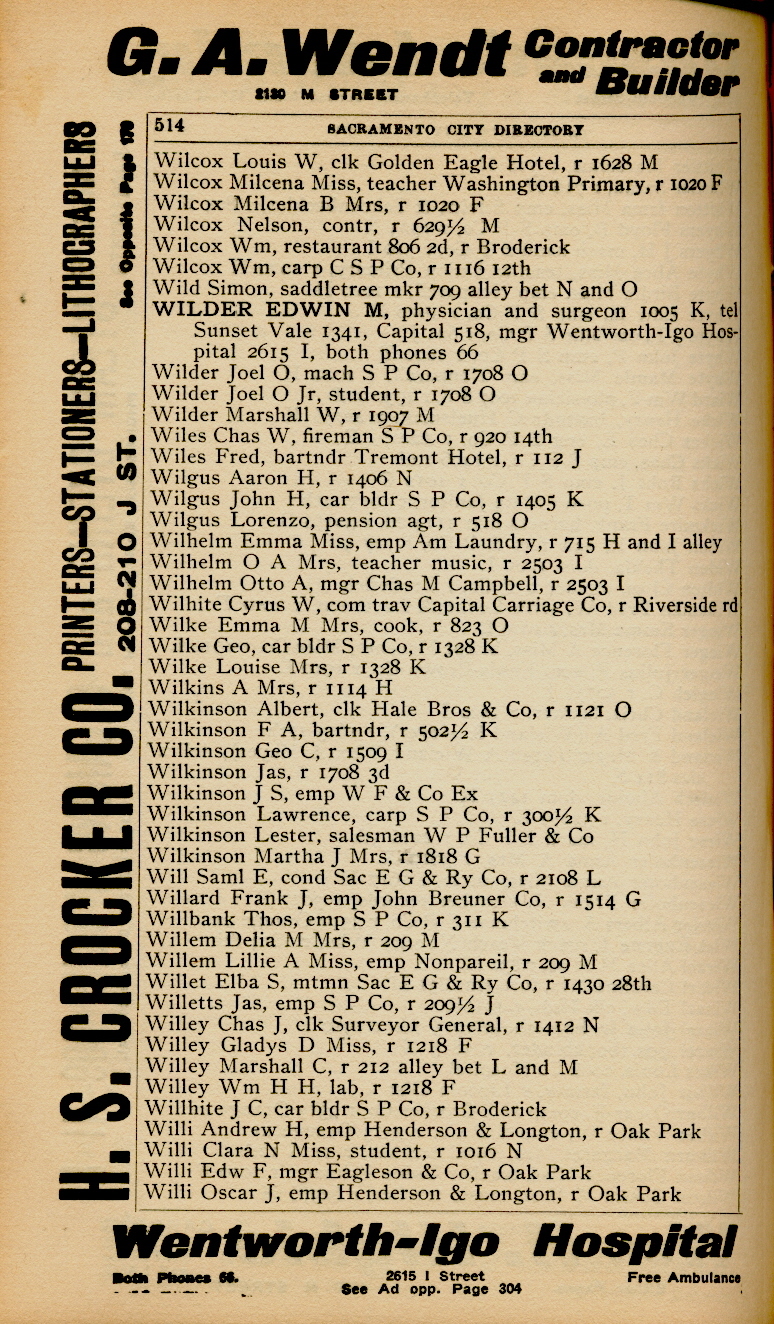 G. A. Wendt Contractor and Builder
2130 M STREET
H. S. CROCKER CO. PRINTERS—STATIONERS—LITHOGRAPHERS
208-210 J ST. See Opposite Page 176
514 SACRAMENTO CITY DIRECTORY
Wilcox Louis W, clk Golden Eagle Hotel, r 1628 M
Wilcox Milcena Miss, teacher Washington Primary, r 1020 F
Wilcox Milcena B Mrs, r 1020 F
Wilcox Nelson, contr, r 629½ M
Wilcox Wm, restaurant 806 2d, r Broderick
Wilcox Wm, carp C S P Co, r 1116 12th
Wild Simon, saddletree mkr 709 alley bet N and O
WILDER EDWIN M, physician and surgeon 1005 K, tel
Sunset Vale 1341, Capital 518, mgr Wentworth-Igo Hos-
pital 2615 I, both phones 66
Wilder Joel O, mach S P Co, r 1708 O
Wilder Joel O Jr, student, r 1708 O
Wilder Marshall W, r 1907 M
Wiles Chas W, fireman S P Co, r 920 14th
Wiles Fred, bartndr Tremont Hotel, r 112 J
Wilgus Aaron H, r 1406 N
Wilgus John H, car bldr S P Co, r 1405 K
Wilgus Lorenzo, pension agt, r 518 O
Wilhelm Emma Miss, emp Am Laundry, r 715 H and I alley
Wilhelm O A Mrs, teacher music, r 2503 I
Wilhelm Otto A, mgr Chas M Campbell, r 2503 I
Wilhite Cyrus W, com trav Capital Carriage Co, r Riverside rd
Wilke Emma M Mrs, cook, r 823 O
Wilke Geo, car bldr S P Co, r 1328 K
Wilke Louise Mrs, r 1328 K
Wilkins A Mrs, r 1114 H
Wilkinson Albert, clk Hale Bros & Co, r 1121 O
Wilkinson F A, bartndr, r 502½ K
Wilkinson Geo C, r 1509 I
Wilkinson Jas, r 1708 3d
Wilkinson J S, emp W F & Co Ex
Wilkinson Lawrence, carp S P Co, r 300½ K
Wilkinson Lester, salesman W P Fuller & Co
Wilkinson Martha J Mrs, r 1818 G
Will Saml E, cond Sac E G & Ry Co, r 2108 L
Willard Frank J, emp John Breuner Co, r 1514 G
Willbank Thos, emp S P Co, r 311 K
Willem Delia M Mrs, r 209 M
Willem Lillie A Miss, emp Nonpareil, r 209 M
Willet Elba S, mtmn Sac E G & Ry Co, r 1430 28th
Willetts Jas, emp S P Co, r 209½ J
Willey Chas J, clk Surveyor General, r 1412 N
Willey Gladys D Miss, r 1218 F
Willey Marshall C, r 212 alley bet L and M
Willey Wm H H, lab, r 1218 F
Willhite J C, car bldr S P Co, r Broderick
Willi Andrew H, emp Henderson & Longton, r Oak Park
Willi Clara N Miss, student, r 1016 N
Willi Edw F, mgr Eagleson & Co, r Oak Park
Willi Oscar J, emp Henderson & Longton, r Oak Park
Wentworth-Igo Hospital
Both Phones 66. 2615 I Street Free Ambulance
See Ad opp. Page 304